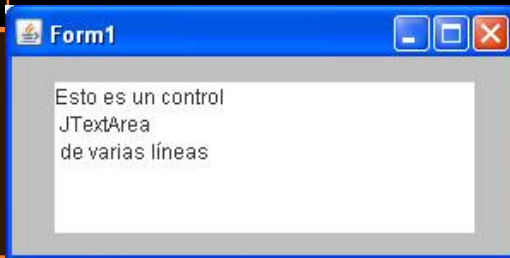 Form1
Esto es un control
JTextArea
de varias líneas